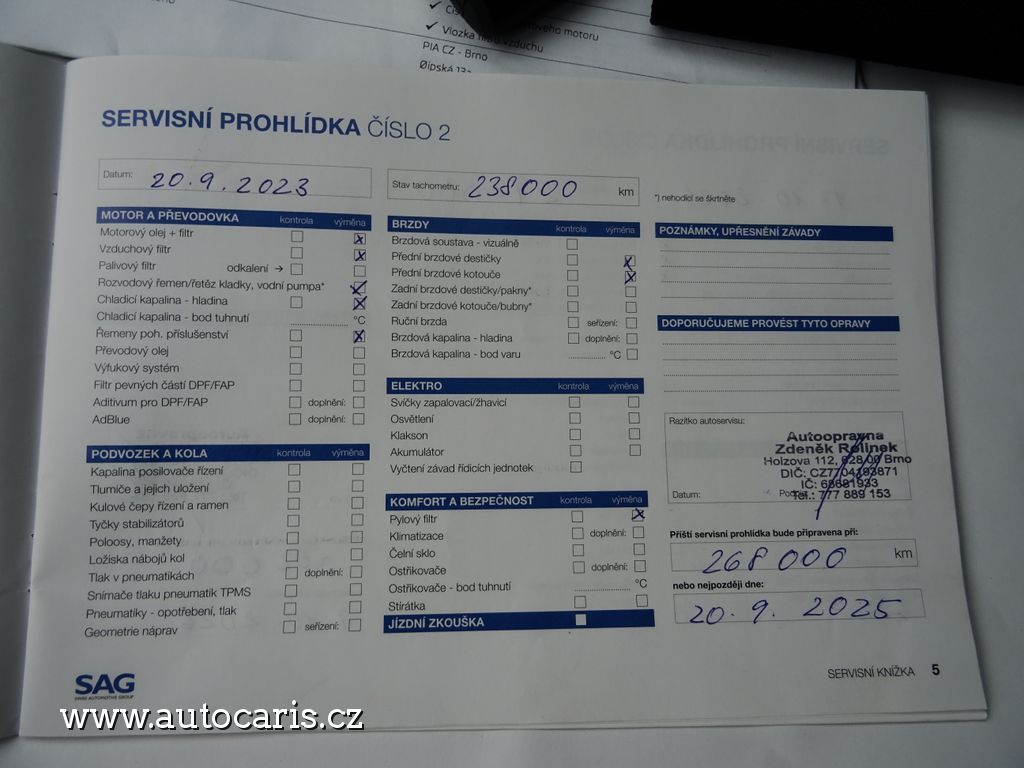 Vlozka filtru vzduchu
PIA CZ - Brno
SERVISNÍ PROHLÍDKA ČÍSLO 2
Datum: 20.9.2023
Stav tachometru: 238000 km
*) nehodící se škrtněte
MOTOR A PŘEVODOVKA kontrola výměna
Motorový olej + filtr
Vzduchový filtr
Palivový filtr odkalení →
Rozvodový řemen/řetěz kladky, vodní pumpa*
Chladicí kapalina - hladina
Chladicí kapalina - bod tuhnutí °C
Řemeny poh. příslušenství
Převodový olej
Výfukový systém
Filtr pevných částí DPF/FAP
Aditivum pro DPF/FAP doplnění:
AdBlue doplnění:
PODVOZEK A KOLA kontrola výměna
Kapalina posilovače řízení
Tlumiče a jejich uložení
Kulové čepy řízení a ramen
Tyčky stabilizátorů
Poloosy, manžety
Ložiska nábojů kol
Tlak v pneumatikách doplnění:
Snímače tlaku pneumatik TPMS
Pneumatiky - opotřebení, tlak
Geometrie náprav seřízení:
BRZDY kontrola výměna
Brzdová soustava - vizuálně
Přední brzdové destičky
Přední brzdové kotouče
Zadní brzdové destičky/pakny*
Zadní brzdové kotouče/bubny*
Ruční brzda seřízení:
Brzdová kapalina - hladina doplnění:
Brzdová kapalina - bod varu °C
ELEKTRO kontrola výměna
Svíčky zapalovací/žhavicí
Osvětlení
Klakson
Akumulátor
Vyčtení závad řídicích jednotek
KOMFORT A BEZPEČNOST kontrola výměna
Pylový filtr
Klimatizace doplnění:
Čelní sklo
Ostřikovače doplnění:
Ostřikovače - bod tuhnutí °C
Stírátka
JÍZDNÍ ZKOUŠKA
POZNÁMKY, UPŘESNĚNÍ ZÁVADY
DOPORUČUJEME PROVÉST TYTO OPRAVY
Razítko autoservisu:
Autoopravna
Zdeněk Rolínek
Holzova 112, 628 00 Brno
DIČ: CZ7704193871
IČ: 68681933
Datum: Tel.: 777 889 153
Příští servisní prohlídka bude připravena při:
268000 km
nebo nejpozději dne:
20.9.2025
SAG
SWISS AUTOMOTIVE GROUP
SERVISNÍ KNÍŽKA 5
www.autocaris.cz